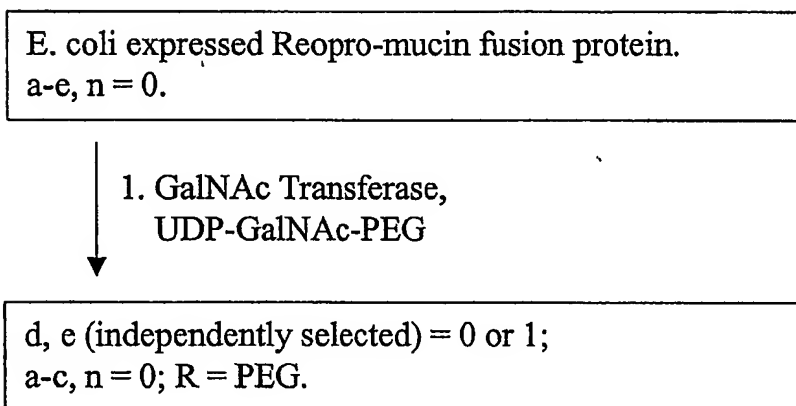 E. coli expressed Reopro-mucin fusion protein.
a-e, n = 0.
1. GalNAc Transferase,
UDP-GalNAc-PEG
d, e (independently selected) = 0 or 1;
a-c, n = 0; R = PEG.